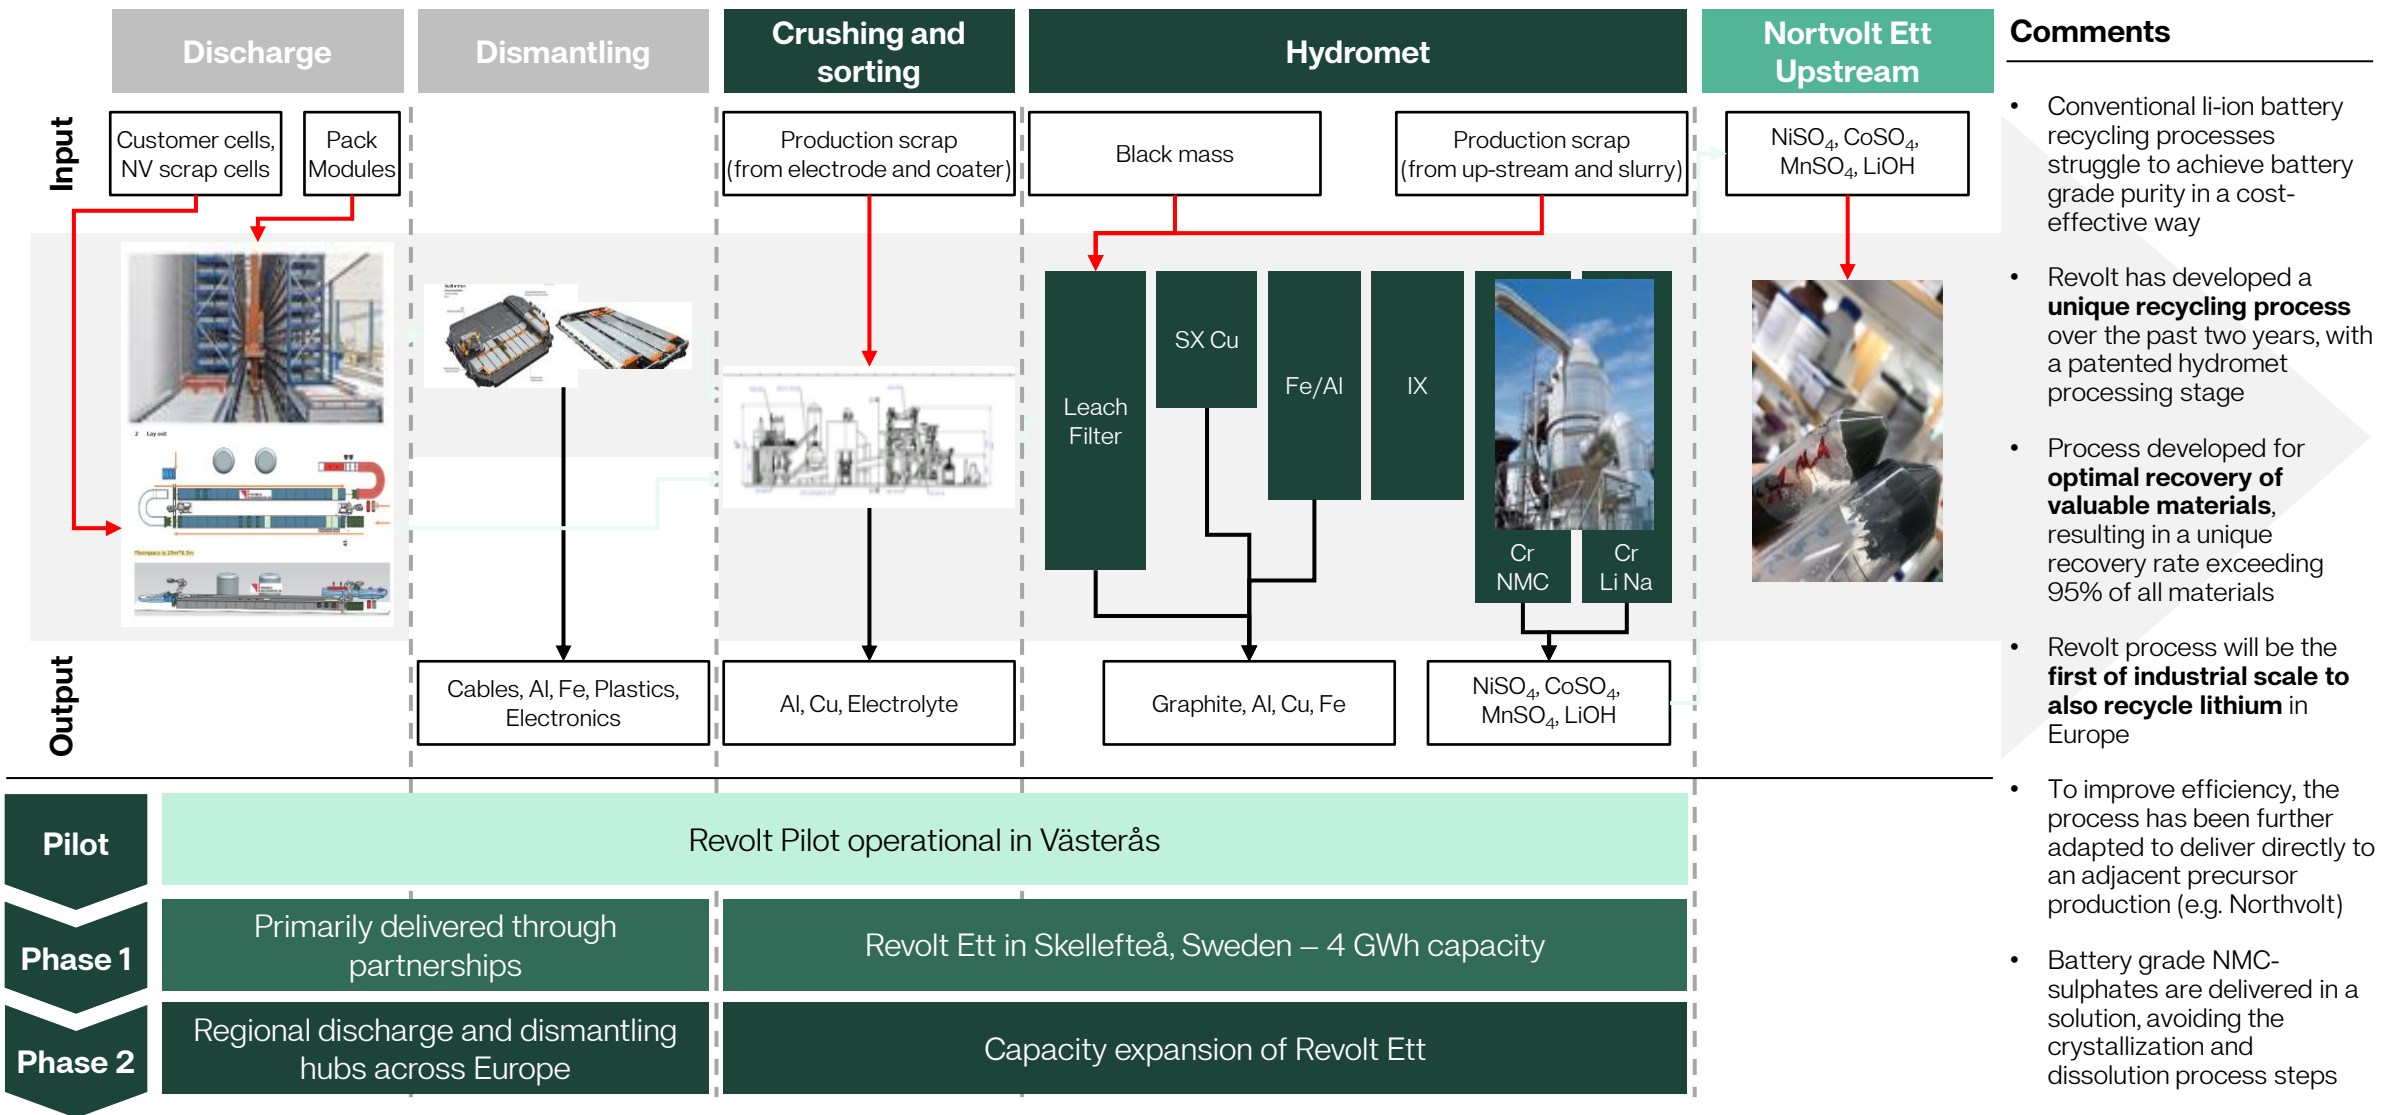 Discharge
Dismantling
Crushing and
sorting
Hydromet
Nortvolt Ett
Upstream
Comments
Input
Customer cells,
NV scrap cells
Pack
Modules
Production scrap
(from electrode and coater)
Black mass
Production scrap
(from up-stream and slurry)
NiSO4, CoSO4,
MnSO4, LiOH
2 Lay out
Leach
Filter
SX Cu
Fe/Al
IX
Cr
NMC
Cr
Li Na
Output
Cables, Al, Fe, Plastics,
Electronics
Al, Cu, Electrolyte
Graphite, Al, Cu, Fe
NiSO4, CoSO4,
MnSO4, LiOH
• Conventional li-ion battery
recycling processes
struggle to achieve battery
grade purity in a cost-
effective way
• Revolt has developed a
unique recycling process
over the past two years, with
a patented hydromet
processing stage
• Process developed for
optimal recovery of
valuable materials,
resulting in a unique
recovery rate exceeding
95% of all materials
• Revolt process will be the
first of industrial scale to
also recycle lithium in
Europe
• To improve efficiency, the
process has been further
adapted to deliver directly to
an adjacent precursor
production (e.g. Northvolt)
• Battery grade NMC-
sulphates are delivered in a
solution, avoiding the
crystallization and
dissolution process steps
Pilot
Revolt Pilot operational in Västerås
Phase 1
Primarily delivered through
partnerships
Revolt Ett in Skellefteå, Sweden – 4 GWh capacity
Phase 2
Regional discharge and dismantling
hubs across Europe
Capacity expansion of Revolt Ett